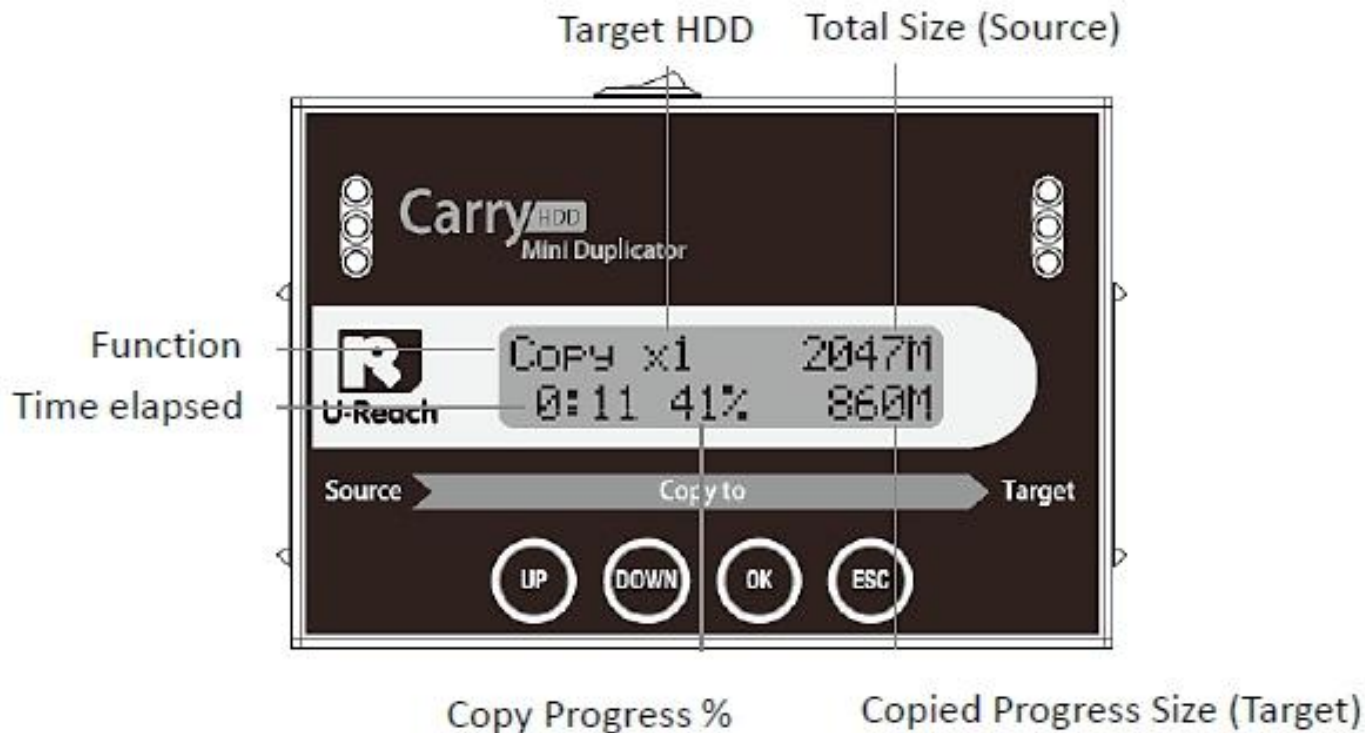 Target HDD Total Size (Source)
Carry HDD
Mini Duplicator
Function
Time elapsed
R
U-Reach
Copy x1 2047M
0:11 41% 860M
Source Copy to Target
UP DOWN OK ESC
Copy Progress % Copied Progress Size (Target)